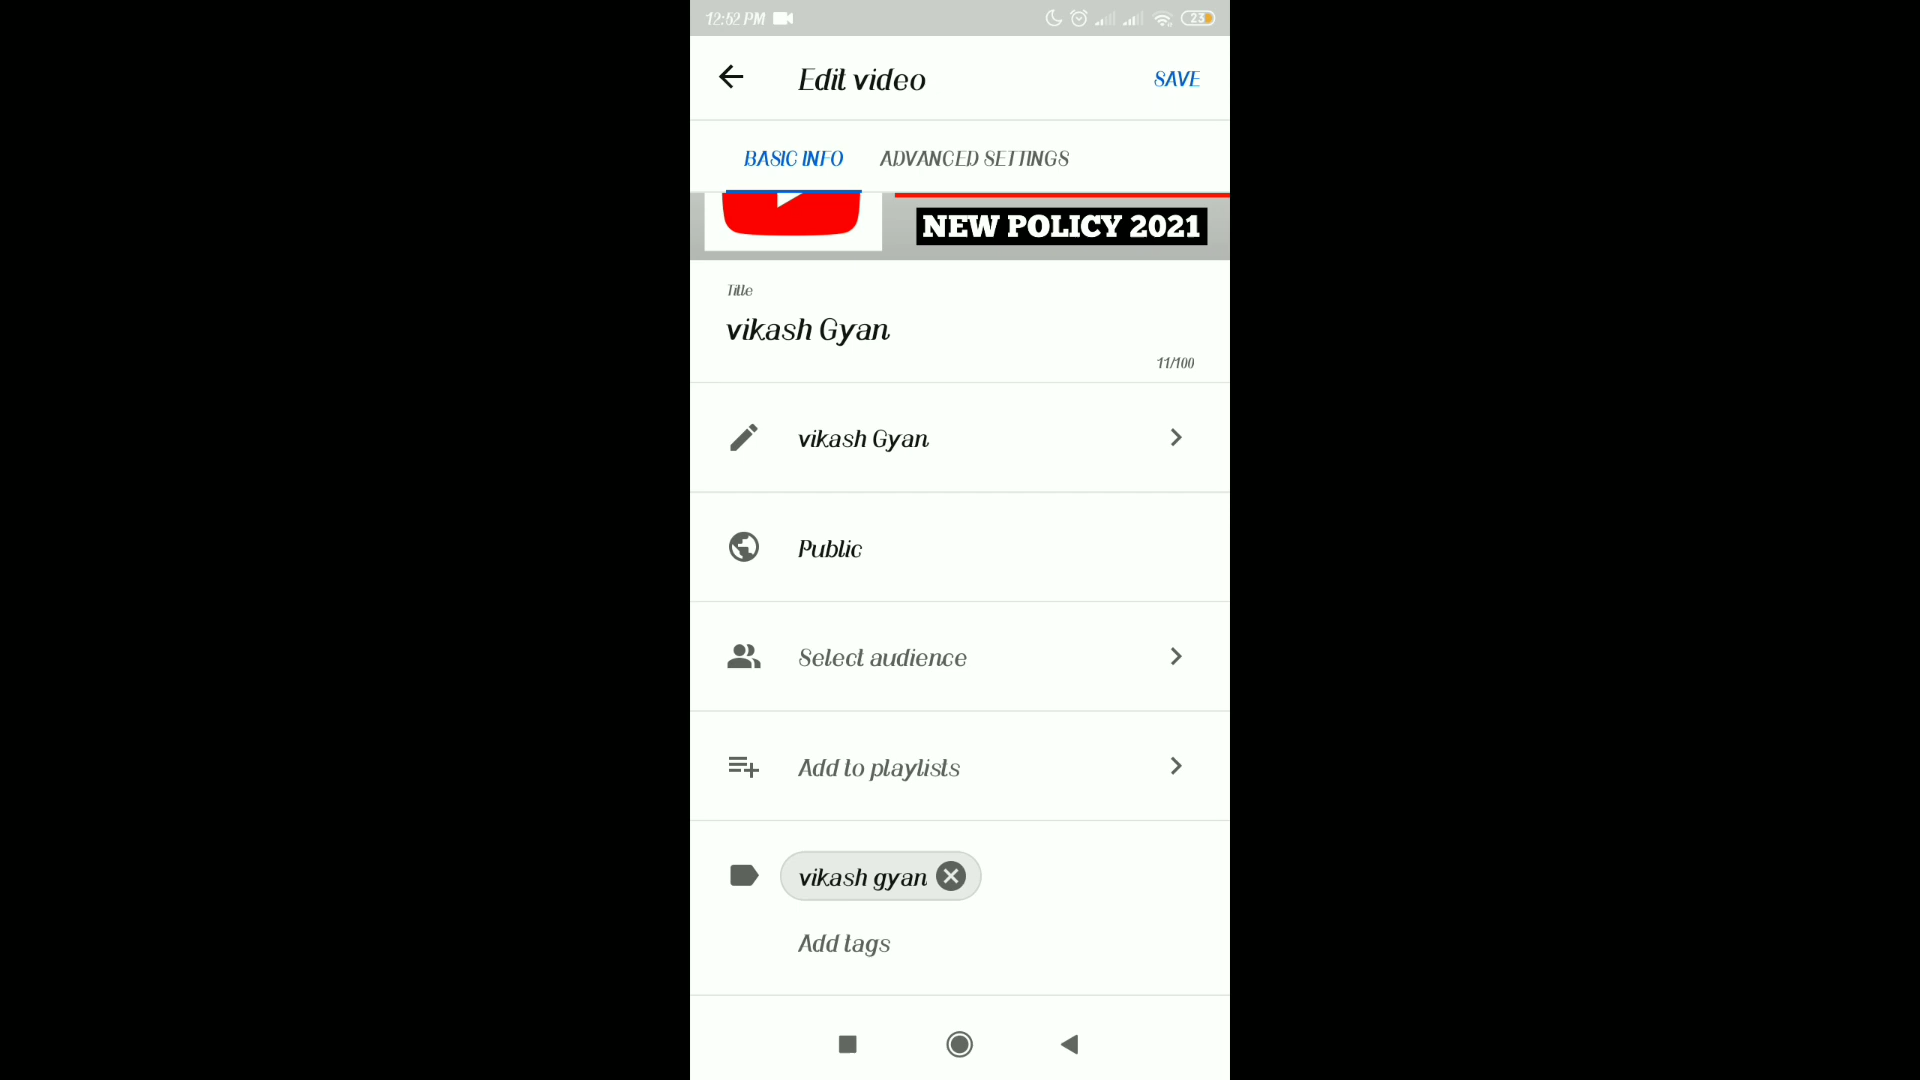 12:52 PM
23
Edit video
SAVE
BASIC INFO
ADVANCED SETTINGS
NEW POLICY 2021
Title
vikash Gyan
11/100
vikash Gyan
Public
Select audience
Add to playlists
vikash gyan
Add tags